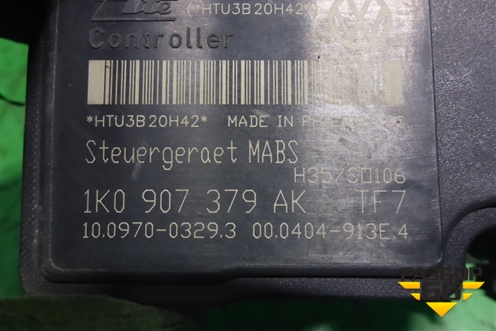 Ate (*HTU3B20H42*
Controller
*HTU3B20H42* MADE IN
Steuergeraet MABS
H35/SD106
1K0 907 379 AK TF7
10.0970-0329.3 00.0404-913E.4